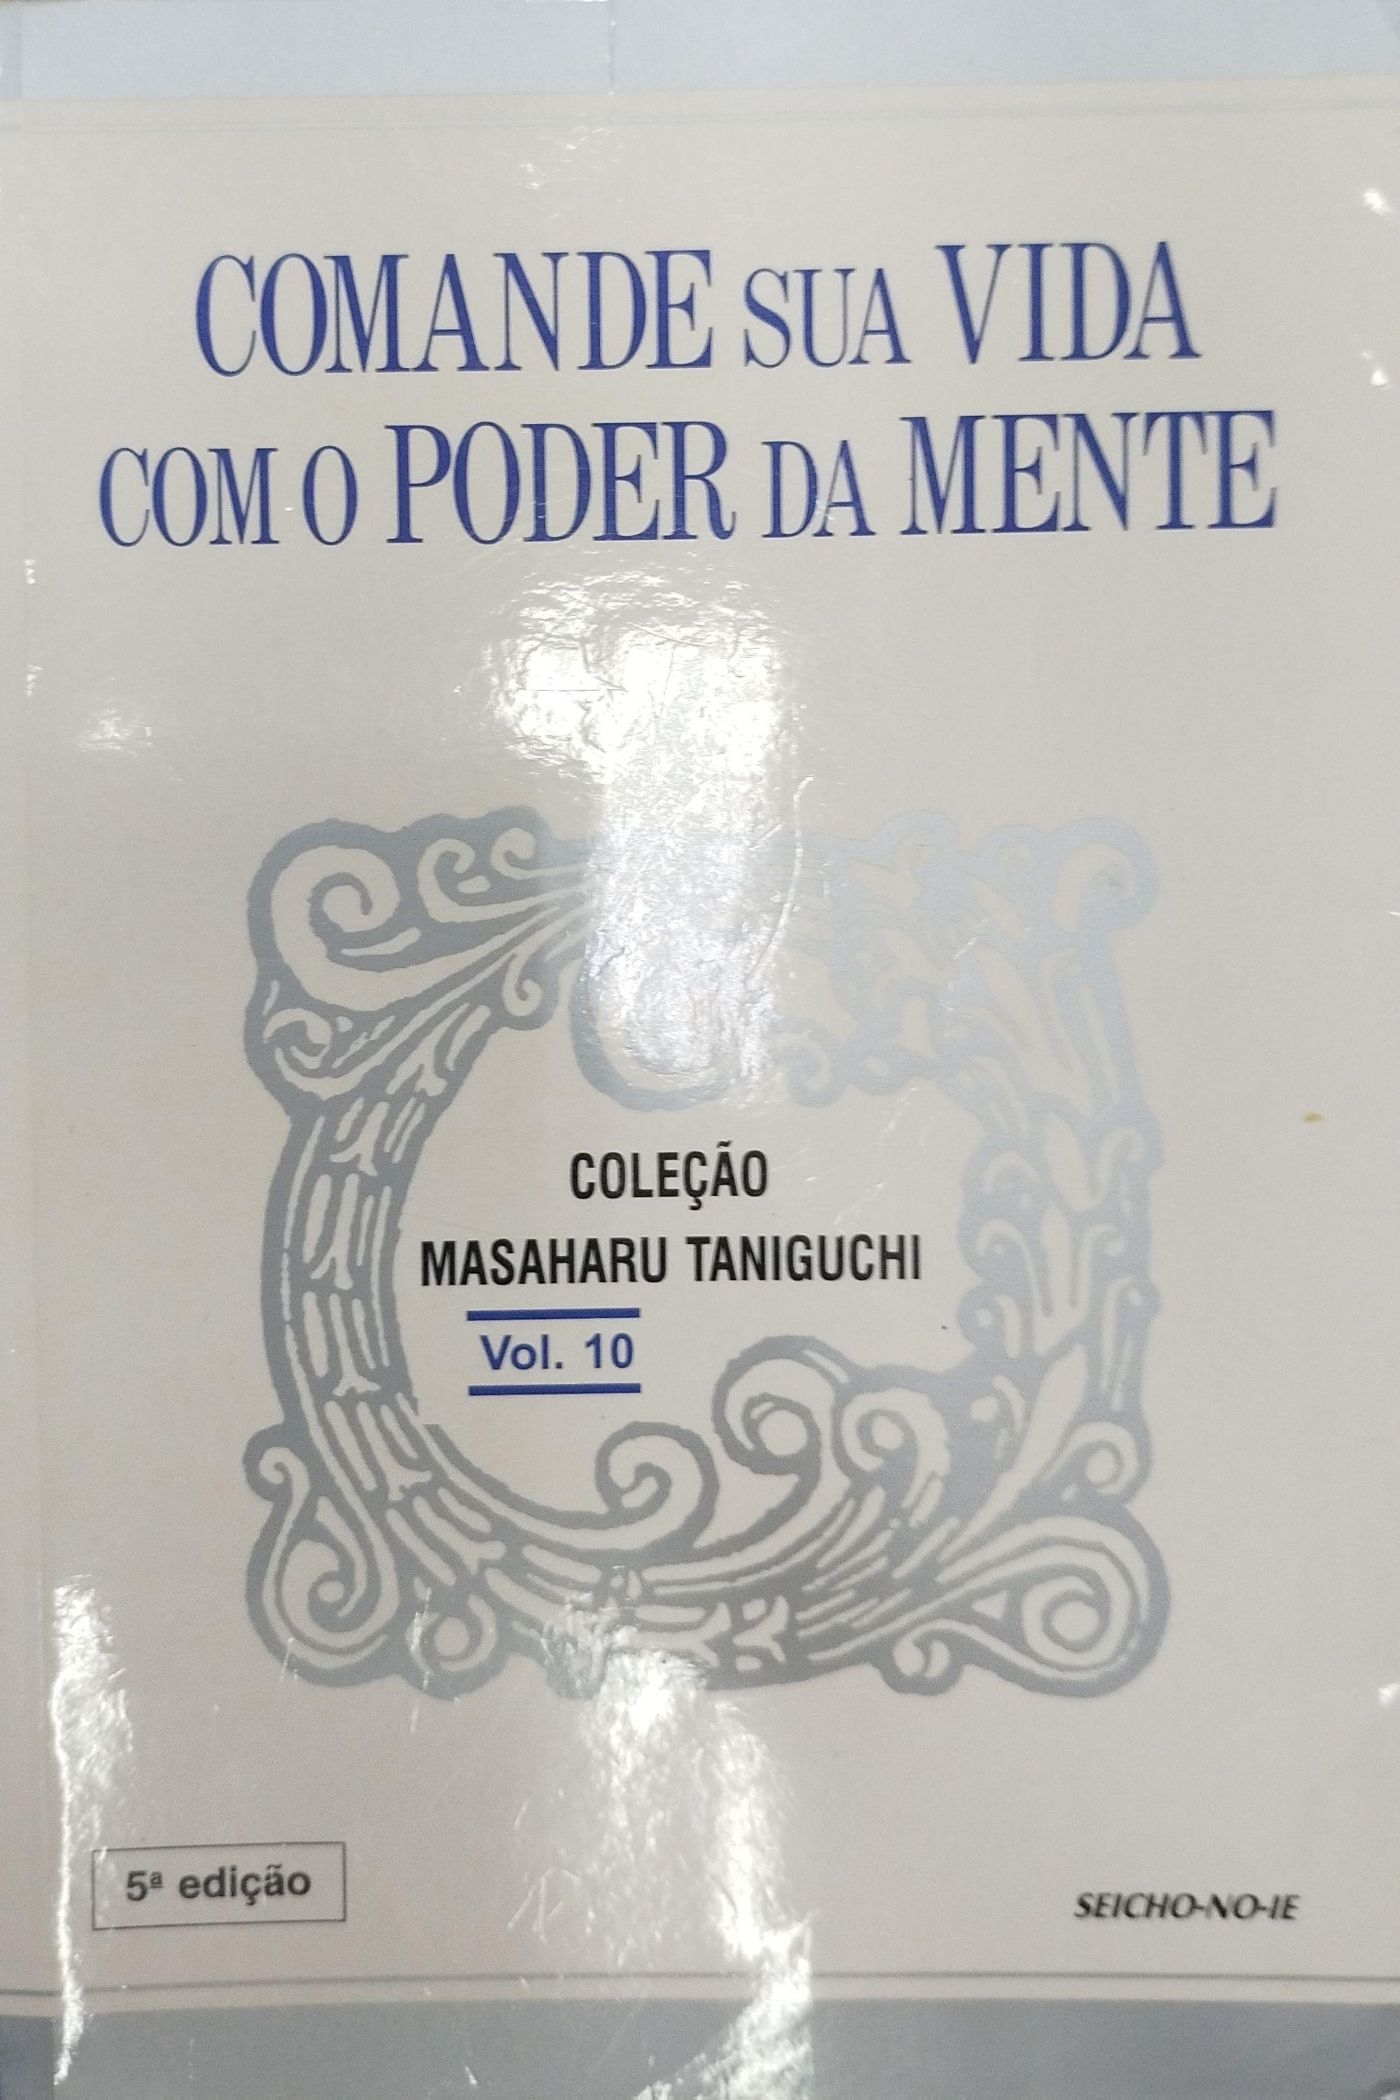 COMANDE SUA VIDA
COM O PODER DA MENTE
COLEÇÃO
MASAHARU TANIGUCHI
Vol. 10
5ª edição
SEICHO-NO-IE